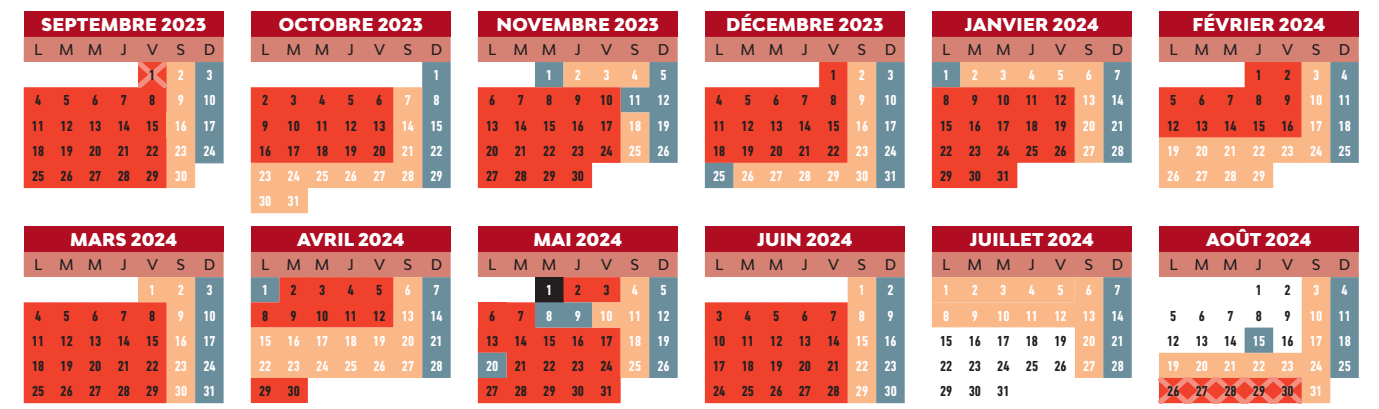 SEPTEMBRE 2023
L M M J V S D
1 2 3
4 5 6 7 8 9 10
11 12 13 14 15 16 17
18 19 20 21 22 23 24
25 26 27 28 29 30
OCTOBRE 2023
L M M J V S D
1
2 3 4 5 6 7 8
9 10 11 12 13 14 15
16 17 18 19 20 21 22
23 24 25 26 27 28 29
30 31
NOVEMBRE 2023
L M M J V S D
1 2 3 4 5
6 7 8 9 10 11 12
13 14 15 16 17 18 19
20 21 22 23 24 25 26
27 28 29 30
DÉCEMBRE 2023
L M M J V S D
1 2 3
4 5 6 7 8 9 10
11 12 13 14 15 16 17
18 19 20 21 22 23 24
25 26 27 28 29 30 31
JANVIER 2024
L M M J V S D
1 2 3 4 5 6 7
8 9 10 11 12 13 14
15 16 17 18 19 20 21
22 23 24 25 26 27 28
29 30 31
FÉVRIER 2024
L M M J V S D
1 2 3 4
5 6 7 8 9 10 11
12 13 14 15 16 17 18
19 20 21 22 23 24 25
26 27 28 29
MARS 2024
L M M J V S D
1 2 3
4 5 6 7 8 9 10
11 12 13 14 15 16 17
18 19 20 21 22 23 24
25 26 27 28 29 30 31
AVRIL 2024
L M M J V S D
1 2 3 4 5 6 7
8 9 10 11 12 13 14
15 16 17 18 19 20 21
22 23 24 25 26 27 28
29 30
MAI 2024
L M M J V S D
1 2 3 4 5
6 7 8 9 10 11 12
13 14 15 16 17 18 19
20 21 22 23 24 25 26
27 28 29 30 31
JUIN 2024
L M M J V S D
1 2
3 4 5 6 7 8 9
10 11 12 13 14 15 16
17 18 19 20 21 22 23
24 25 26 27 28 29 30
JUILLET 2024
L M M J V S D
1 2 3 4 5 6 7
8 9 10 11 12 13 14
15 16 17 18 19 20 21
22 23 24 25 26 27 28
29 30 31
AOÛT 2024
L M M J V S D
1 2 3 4
5 6 7 8 9 10 11
12 13 14 15 16 17 18
19 20 21 22 23 24 25
26 27 28 29 30 31